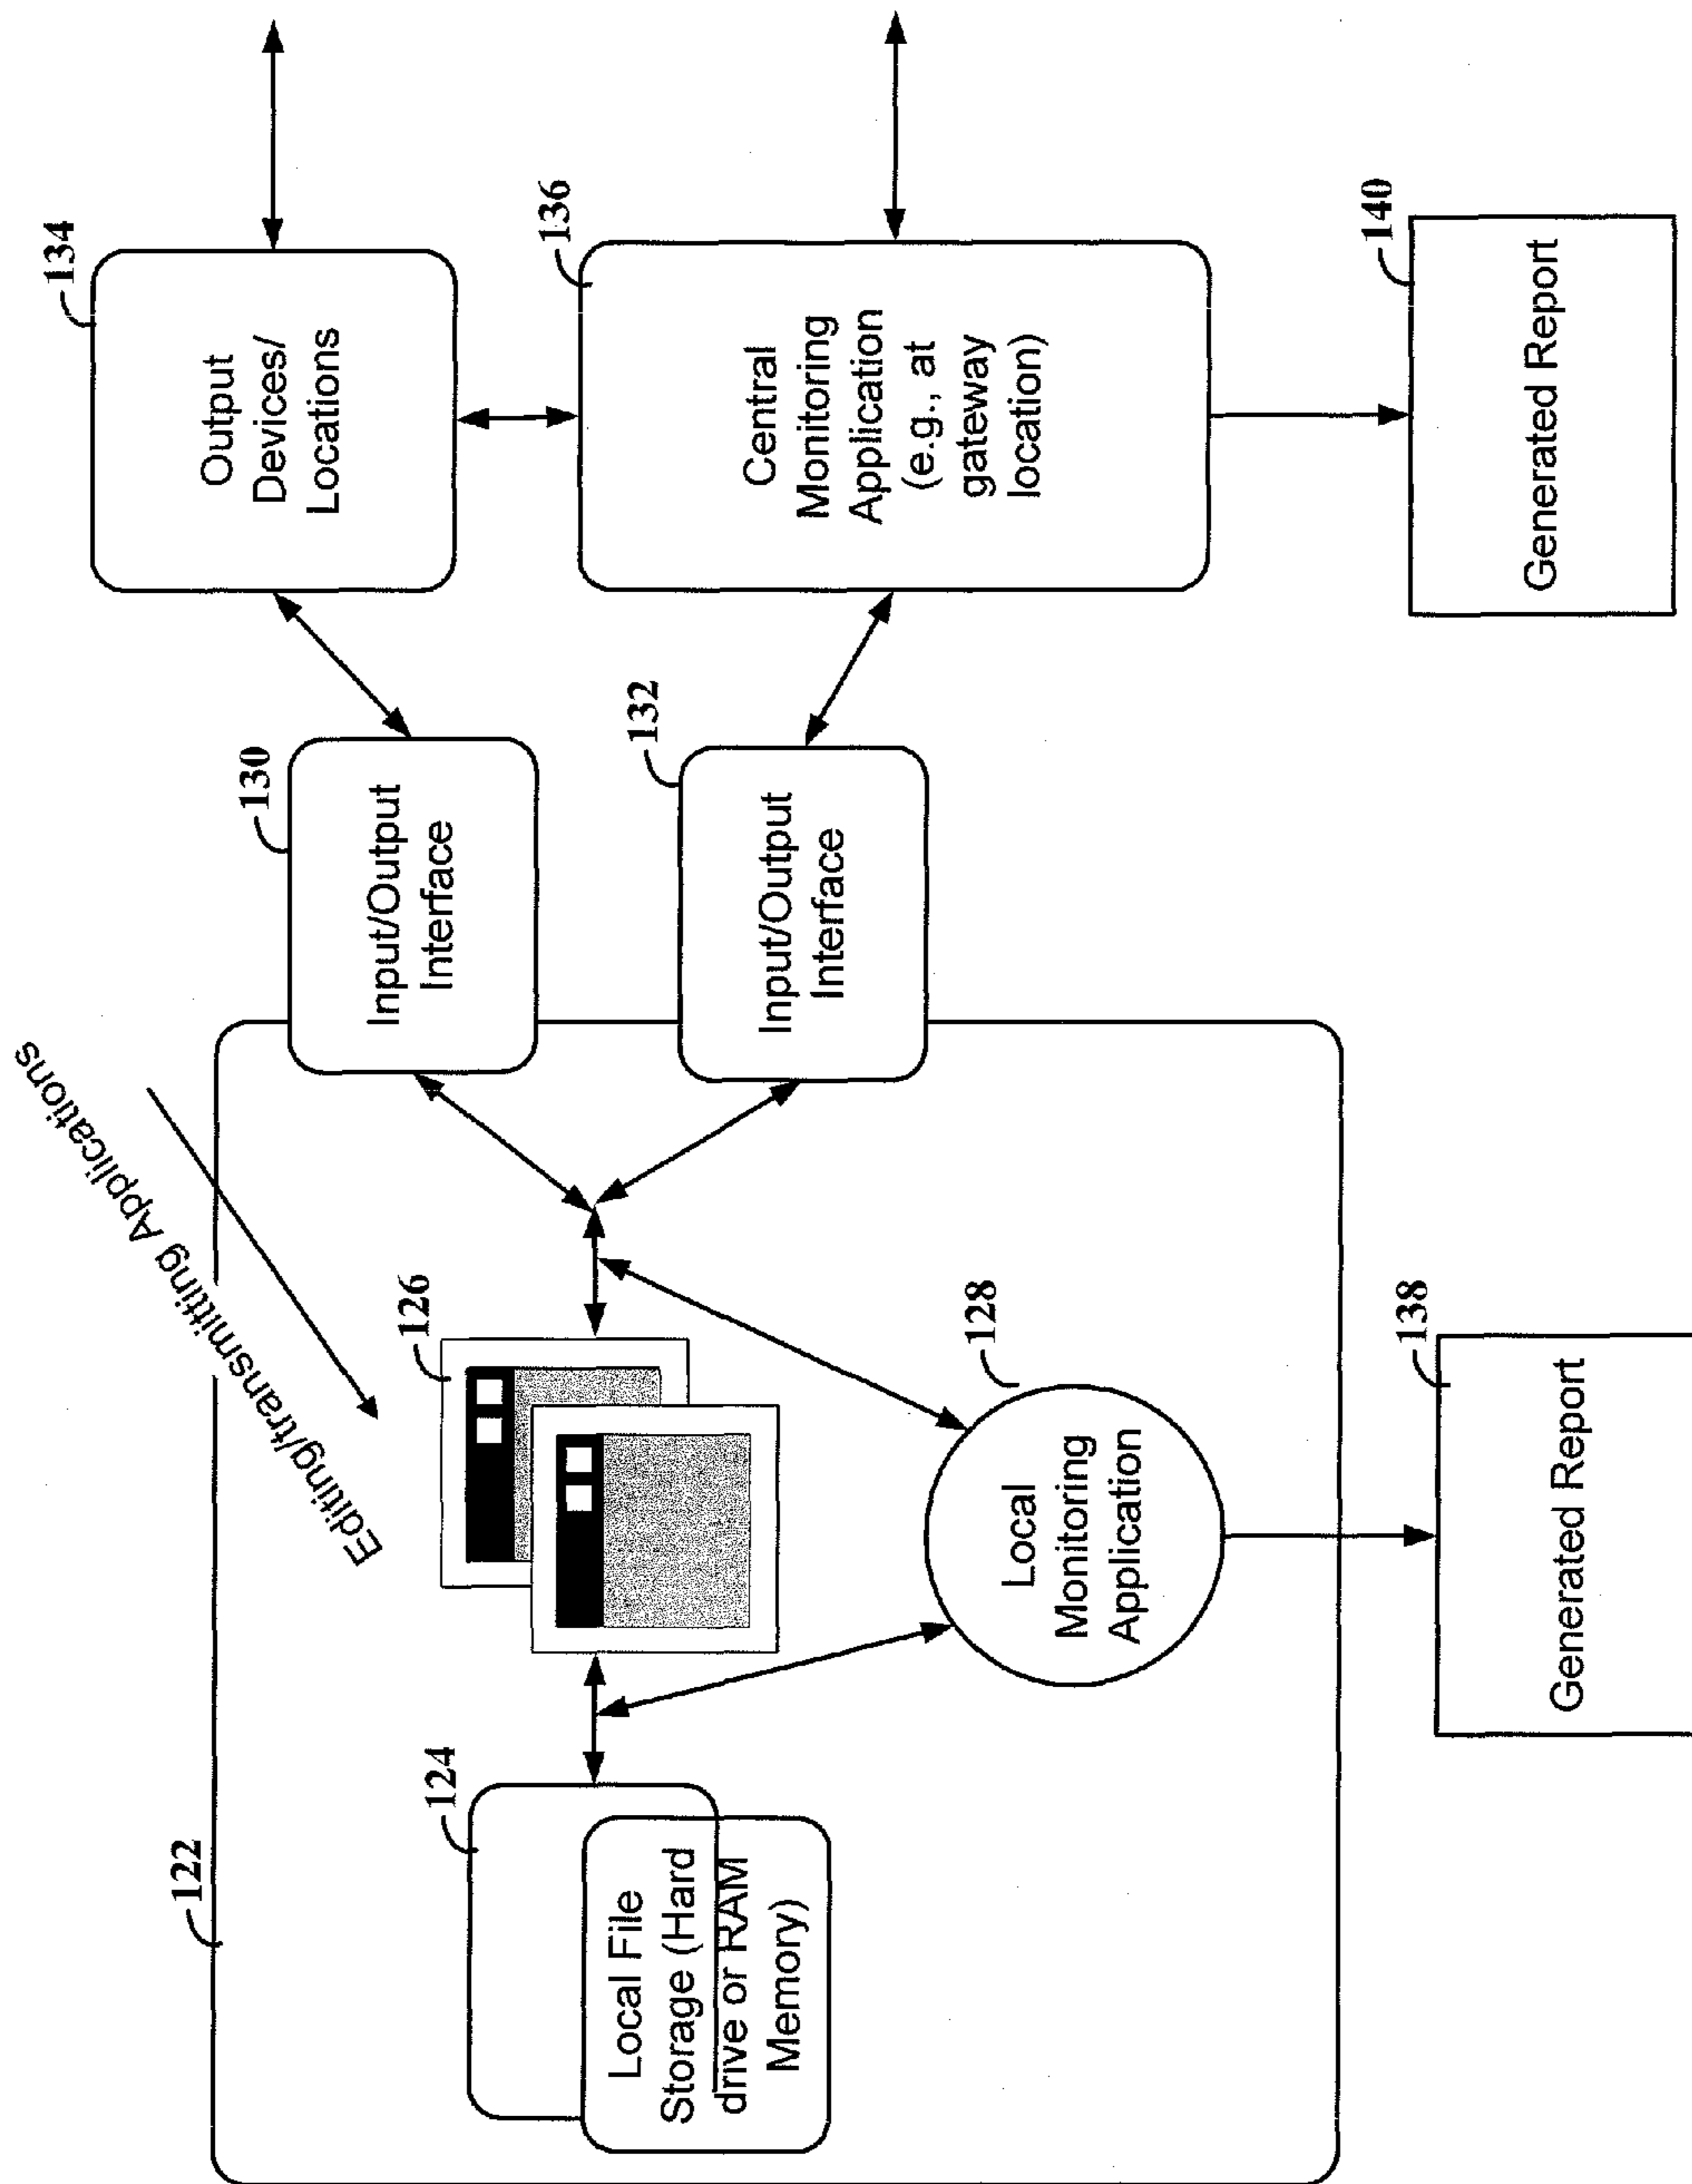 122
124
Local File
Storage (Hard
drive or RAM
Memory)
Editing/transmitting Applications
126
128
Local
Monitoring
Application
130
Input/Output
Interface
132
Input/Output
Interface
134
Output
Devices/
Locations
136
Central
Monitoring
Application
(e.g., at
gateway
location)
138
Generated Report
140
Generated Report